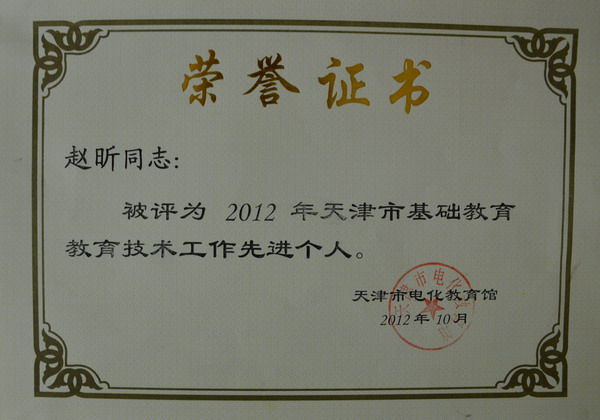 荣誉证书
赵昕同志:
被评为 2012 年天津市基础教育
教育技术工作先进个人。
天津市电化教育馆
2012 年 10 月